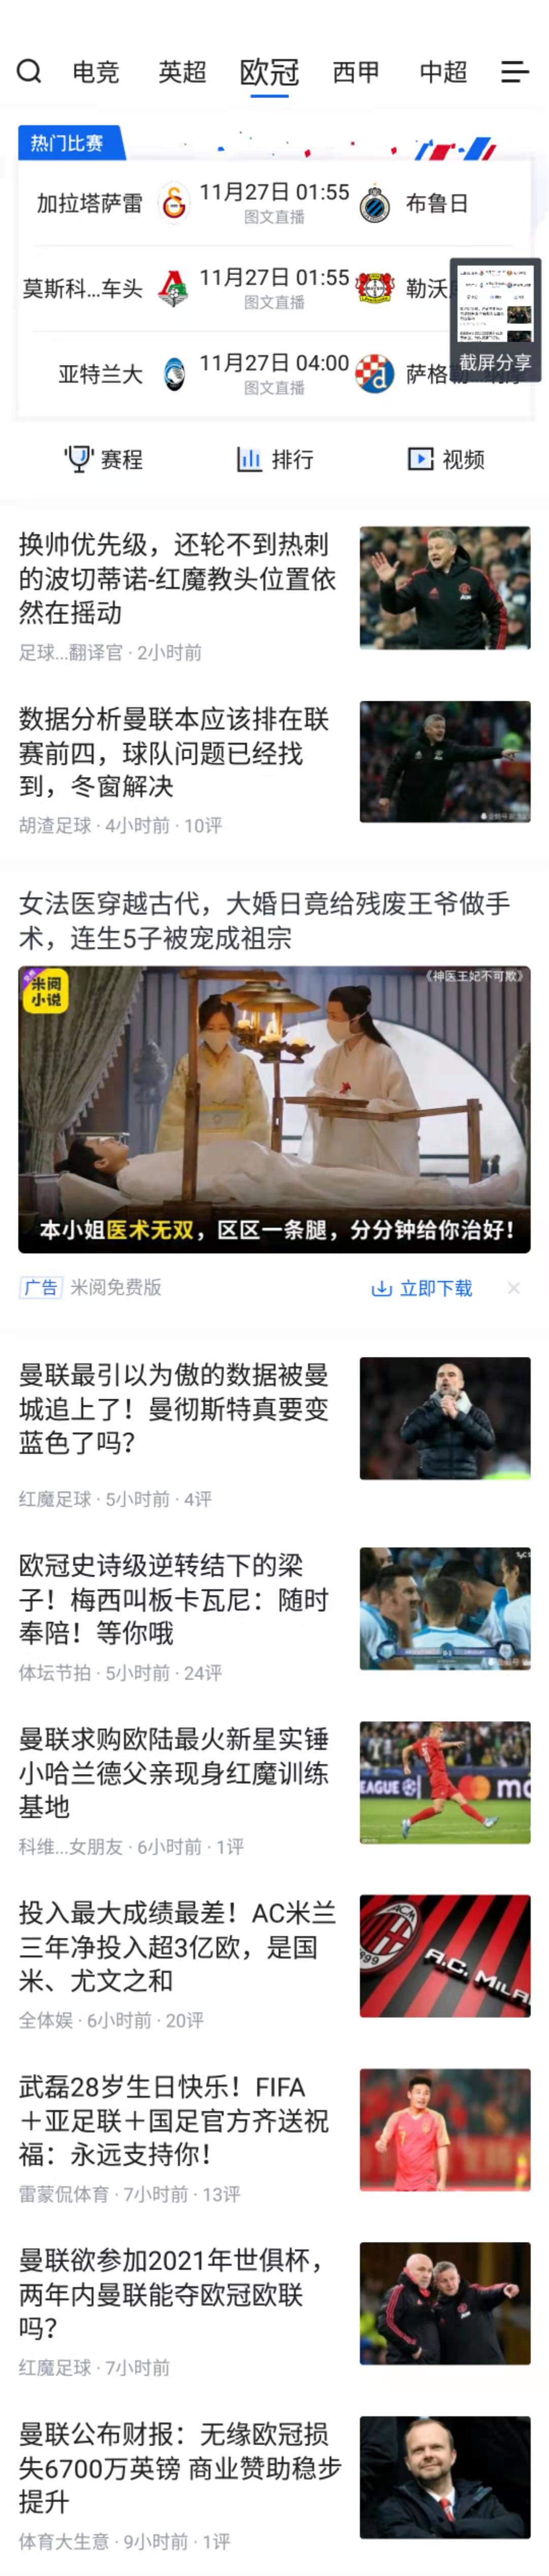 电竞 英超 欧冠 西甲 中超
热门比赛
加拉塔萨雷 11月27日 01:55 布鲁日
图文直播
莫斯科...车头 11月27日 01:55 勒沃
图文直播
截屏分享
亚特兰大 11月27日 04:00 萨格
图文直播
赛程 排行 视频
换帅优先级，还轮不到热刺
的波切蒂诺-红魔教头位置依
然在摇动
足球...翻译官 · 2小时前
数据分析曼联本应该排在联
赛前四，球队问题已经找
到，冬窗解决
胡渣足球 · 4小时前 · 10评
女法医穿越古代，大婚日竟给残废王爷做手
术，连生5子被宠成祖宗
米阅
小说
《神医王妃不可欺》
本小姐医术无双，区区一条腿，分分钟给你治好！
广告 米阅免费版 立即下载
曼联最引以为傲的数据被曼
城追上了！曼彻斯特真要变
蓝色了吗？
红魔足球 · 5小时前 · 4评
欧冠史诗级逆转结下的梁
子！梅西叫板卡瓦尼：随时
奉陪！等你哦
体坛节拍 · 5小时前 · 24评
曼联求购欧陆最火新星实锤
小哈兰德父亲现身红魔训练
基地
科维...女朋友 · 6小时前 · 1评
EAGUE
投入最大成绩最差！AC米兰
三年净投入超3亿欧，是国
米、尤文之和
全体娱 · 6小时前 · 20评
ACM
1899
A.C. MILA
武磊28岁生日快乐！FIFA
＋亚足联＋国足官方齐送祝
福：永远支持你！
雷蒙侃体育 · 7小时前 · 13评
曼联欲参加2021年世俱杯，
两年内曼联能夺欧冠欧联
吗？
红魔足球 · 7小时前
曼联公布财报：无缘欧冠损
失6700万英镑 商业赞助稳步
提升
体育大生意 · 9小时前 · 1评